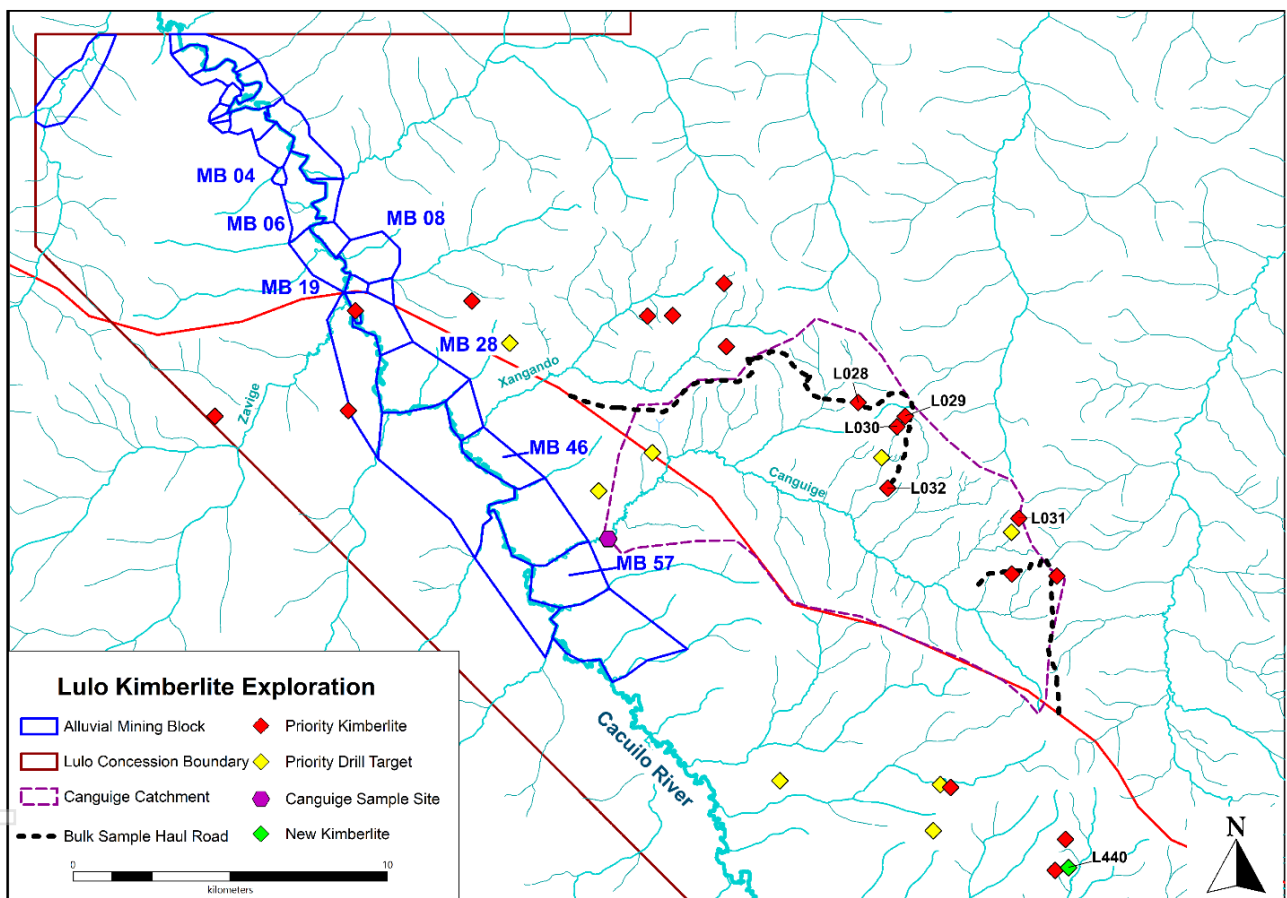 MB 04
MB 06
MB 08
MB 19
MB 28
Xangando
L028
L029
Zavige
L030
MB 46
Canguige
L032
L031
MB 57
Lulo Kimberlite Exploration
Alluvial Mining Block
Priority Kimberlite
Lulo Concession Boundary
Priority Drill Target
Canguige Catchment
Canguige Sample Site
Bulk Sample Haul Road
New Kimberlite
0
10
kilometers
Cacuilo River
N
L440